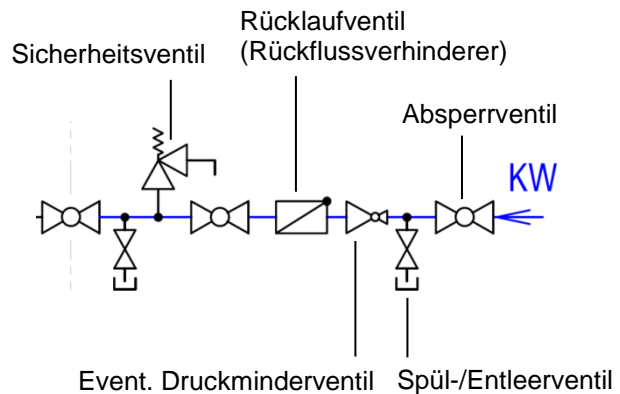 Rücklaufventil
(Rückflussverhinderer)
Sicherheitsventil
Absperrventil
KW
Event. Druckminderventil
Spül-/Entleerventil